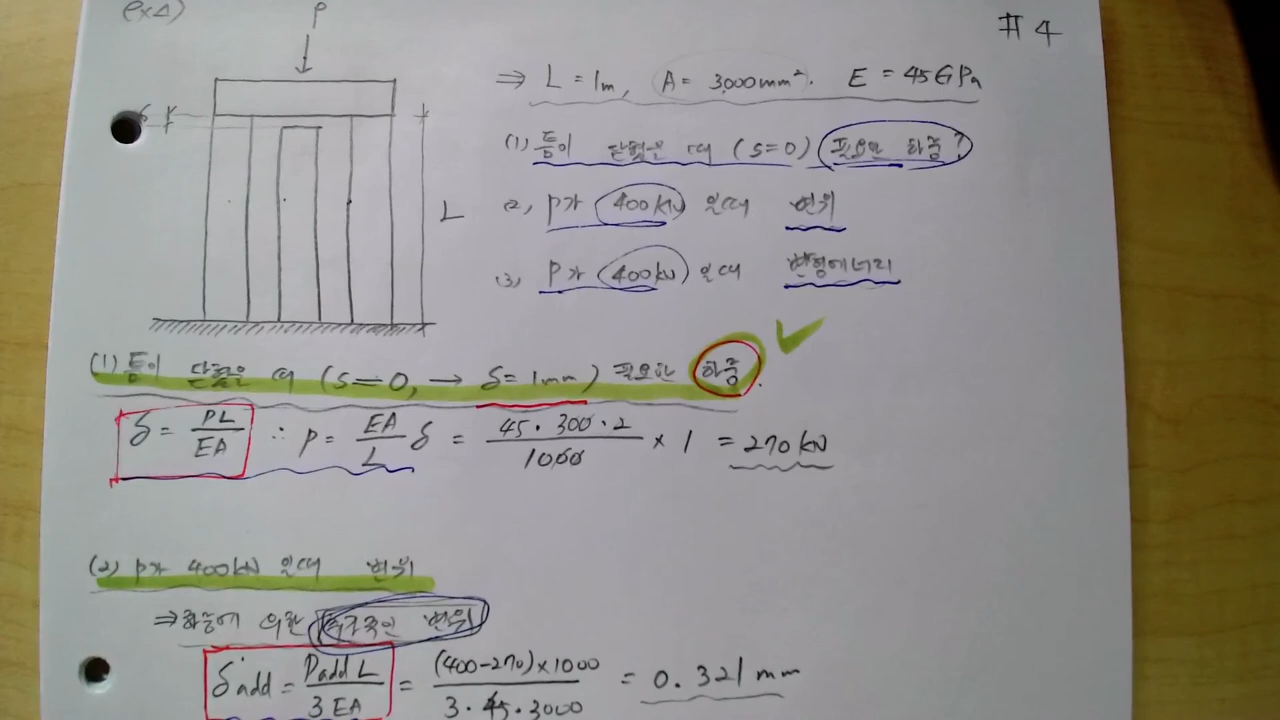 ex4)
#4
P
δ
L
⇒ L = 1m, A = 3,000mm². E = 45GPa
(1) 틈이 닫혔을 때 (s=0) 필요한 하중?
(2) P가 400kN 일때 변위
(3) P가 400kN 일때 변형에너지
(1) 틈이 닫혔을 때 (s=0, → δ=1mm) 필요한 하중.
δ = PL/EA ∴ P = EA/L δ = 45·300·2/1000 × 1 = 270kN
(2) P가 400kN 일때 변위
⇒ 하중에 의한 추가적인 변위
δadd = Padd L/3EA = (400-270)×1000/3·45·3000 = 0.321mm